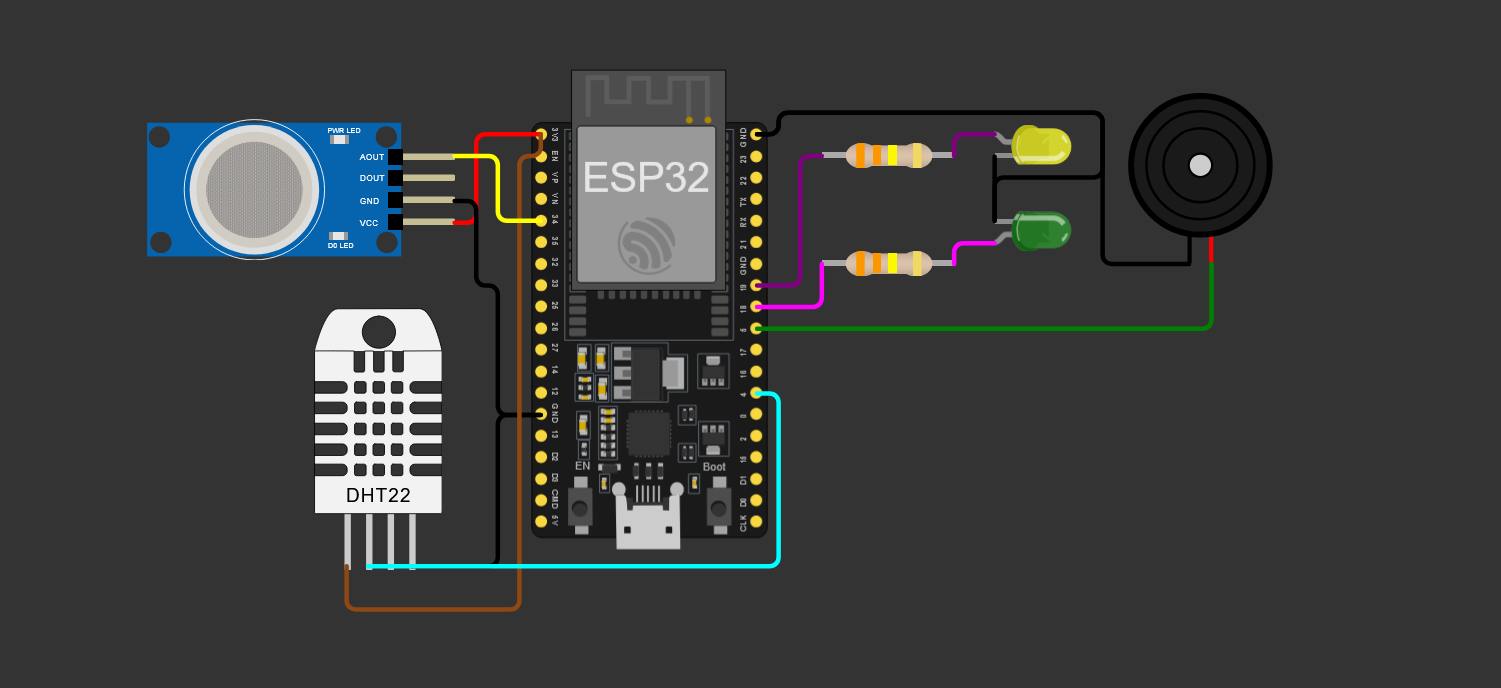 PWR LED
AOUT
DOUT
GND
VCC
D0 LED
DHT22
ESP32
3V3
EN
VP
VN
34
35
32
33
25
26
27
14
12
GND
13
D2
D3
CMD
5V
GND
23
22
TX
RX
21
GND
19
18
5
17
16
4
0
2
15
D1
D0
CLK
EN
Boot